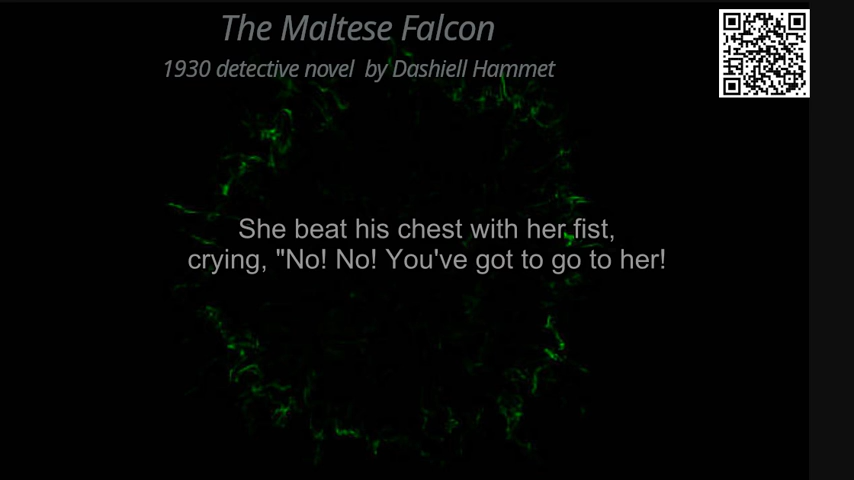 The Maltese Falcon
1930 detective novel by Dashiell Hammet
She beat his chest with her fist,
crying, "No! No! You've got to go to her!